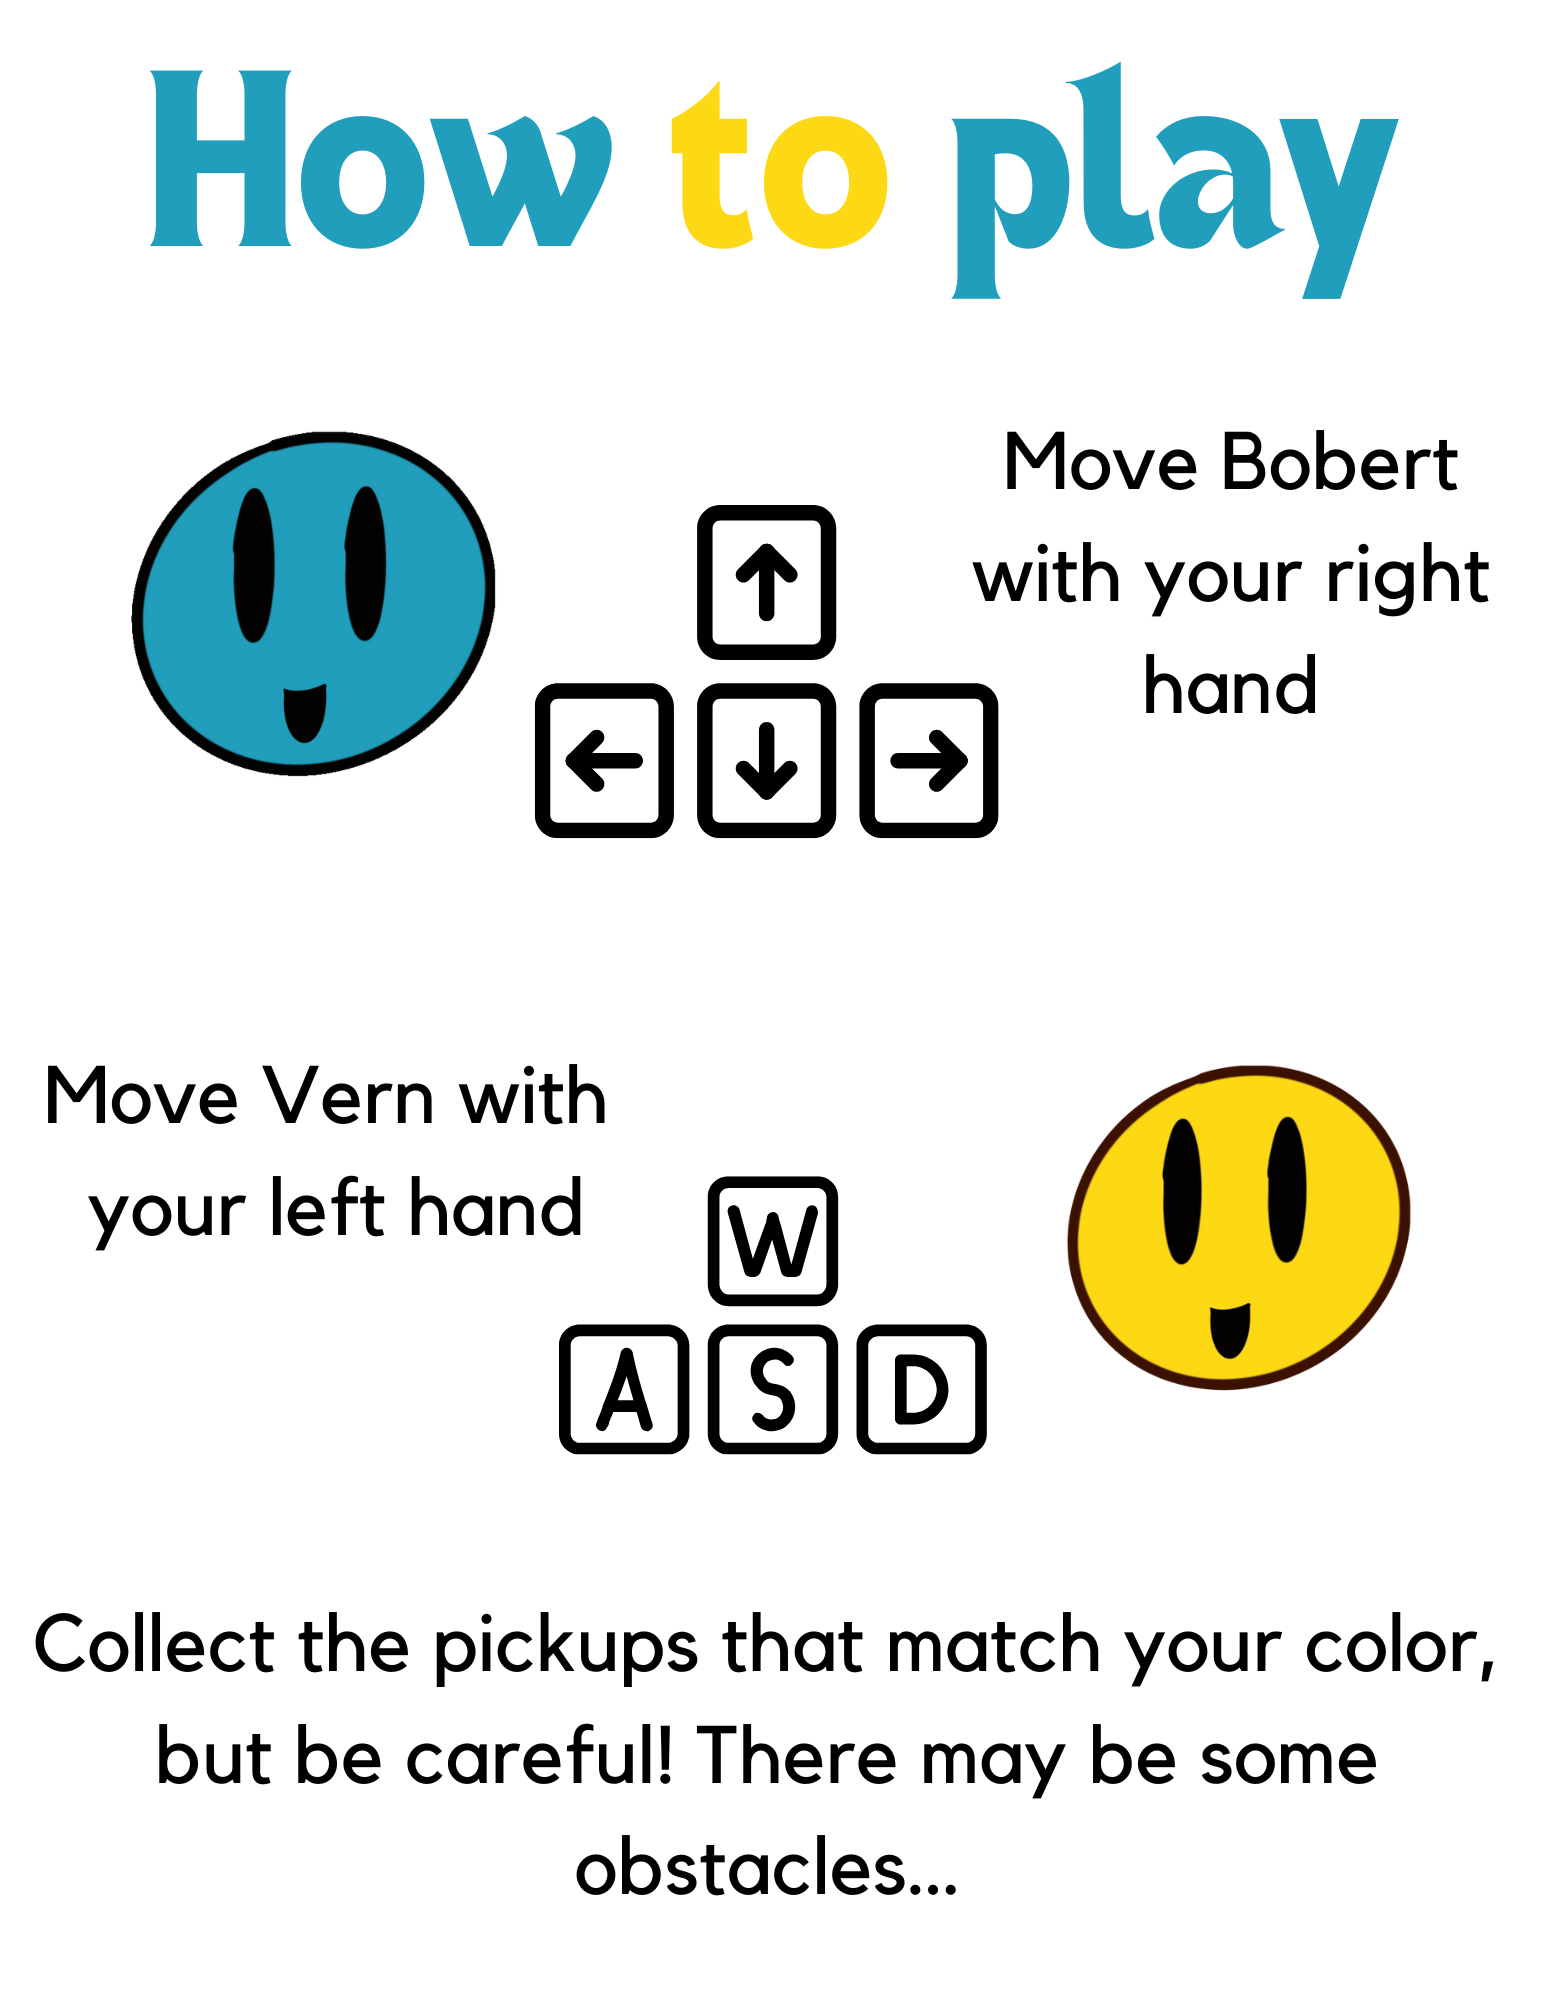 How to play
Move Bobert
with your right
hand
↑
← ↓ →
Move Vern with
your left hand
W
A S D
Collect the pickups that match your color,
but be careful! There may be some
obstacles...